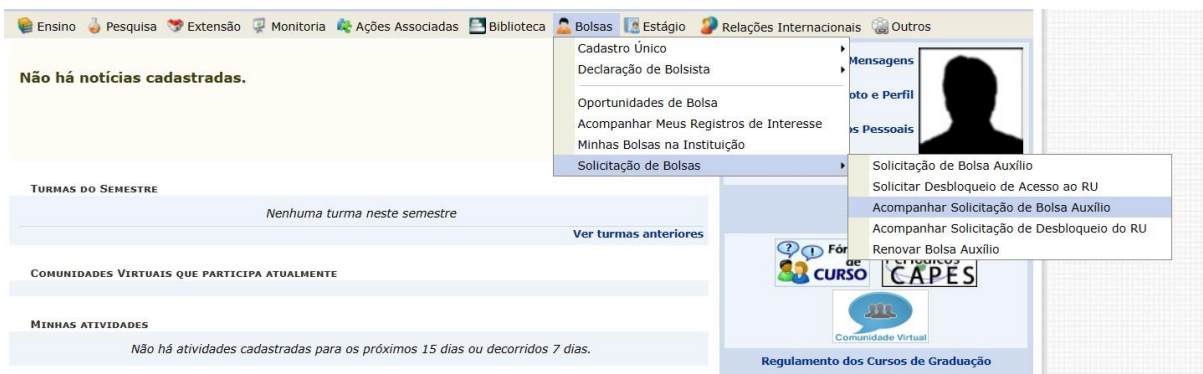 Ensino Pesquisa Extensão Monitoria Ações Associadas Biblioteca Bolsas Estágio Relações Internacionais Outros
Não há notícias cadastradas.
Cadastro Único
Declaração de Bolsista
Oportunidades de Bolsa
Acompanhar Meus Registros de Interesse
Minhas Bolsas na Instituição
Solicitação de Bolsas
Mensagens
oto e Perfil
s Pessoais
Solicitação de Bolsa Auxílio
Solicitar Desbloqueio de Acesso ao RU
Acompanhar Solicitação de Bolsa Auxílio
Acompanhar Solicitação de Desbloqueio do RU
Renovar Bolsa Auxílio
TURMAS DO SEMESTRE
Nenhuma turma neste semestre
Ver turmas anteriores
COMUNIDADES VIRTUAIS QUE PARTICIPA ATUALMENTE
MINHAS ATIVIDADES
Não há atividades cadastradas para os próximos 15 dias ou decorridos 7 dias.
Fór
de
CURSO
CAPES
Comunidade Virtual
Regulamento dos Cursos de Graduação